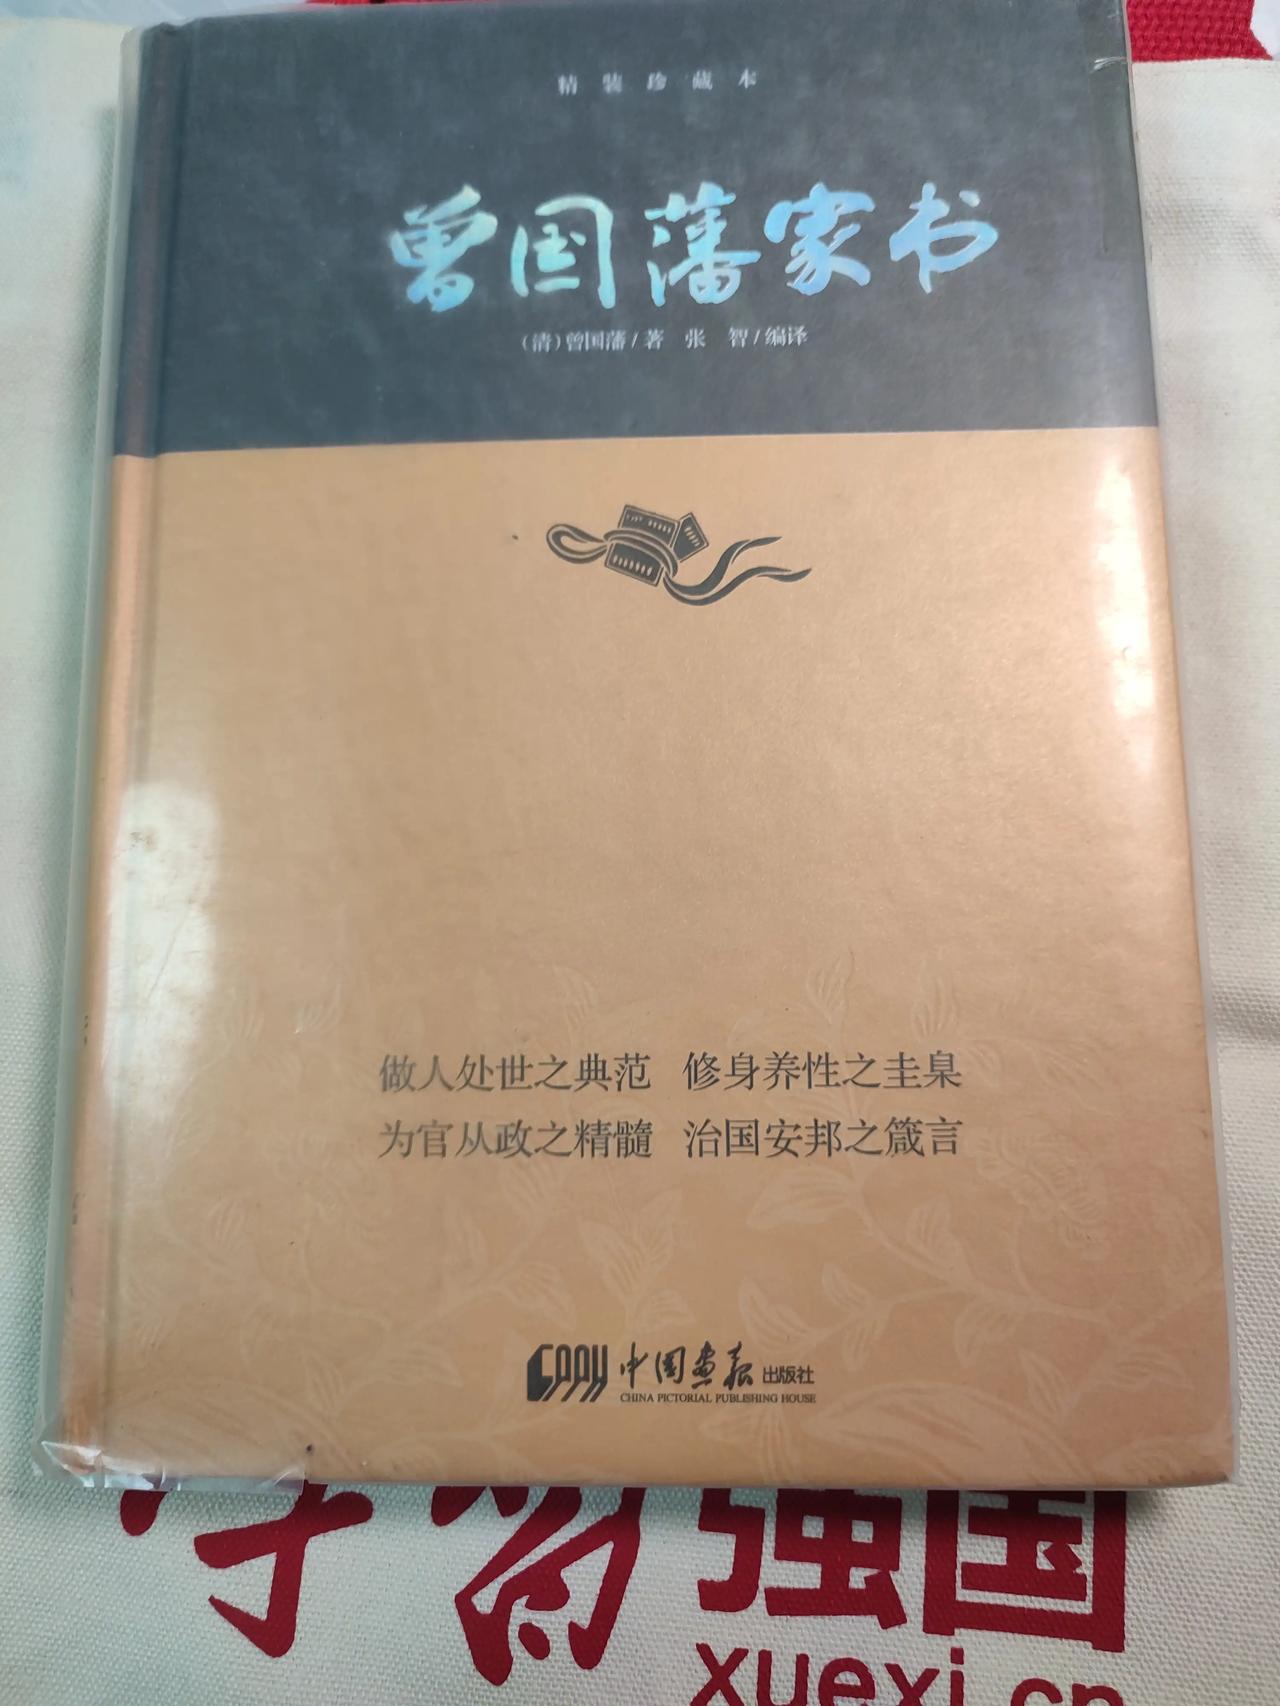 精装珍藏本
曾国藩家书
（清）曾国藩/著 张 智/编译
做人处世之典范 修身养性之圭臬
为官从政之精髓 治国安邦之箴言
中国画报出版社
CHINA PICTORIAL PUBLISHING HOUSE
学习强国
xuexi.cn